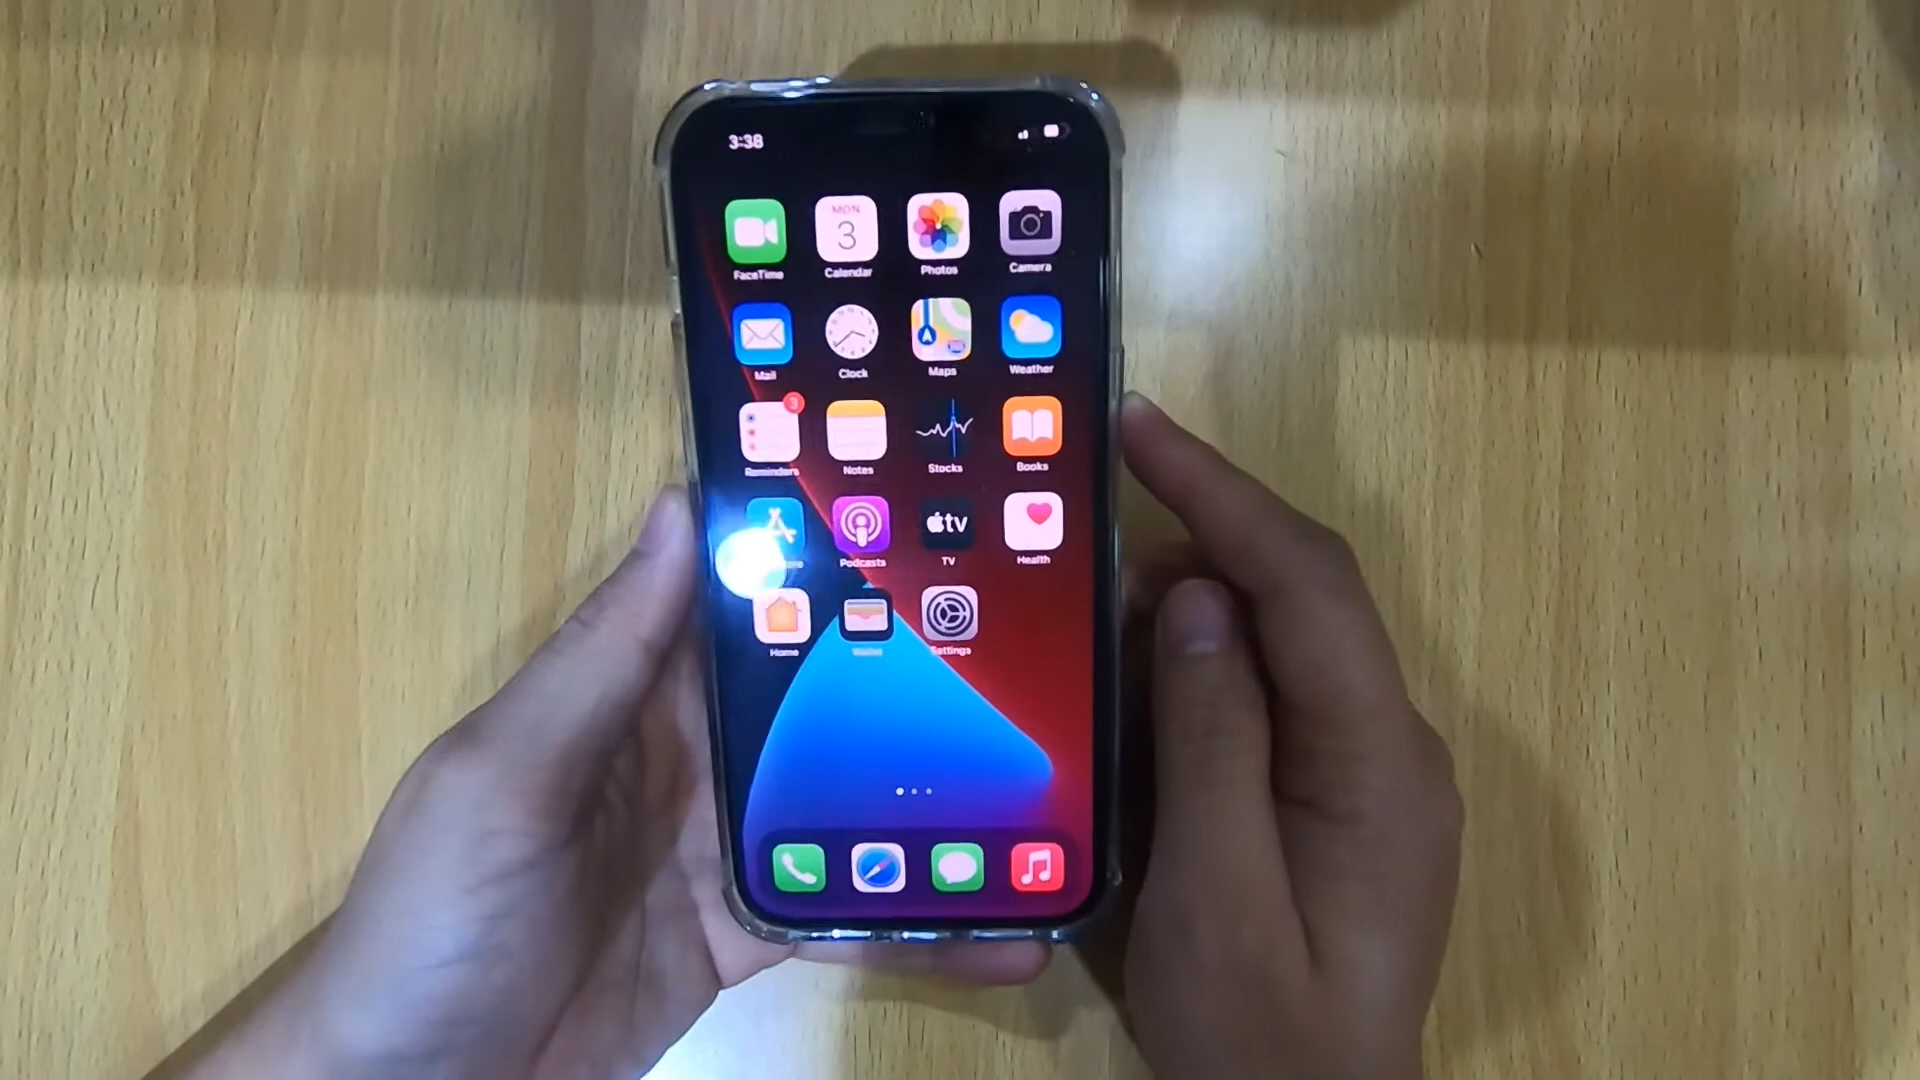 3:38
MON
3
FaceTime Calendar Photos Camera
Mail Clock Maps Weather
3
Reminders Notes Stocks Books
tv
Podcasts TV Health
Home Wallet Settings